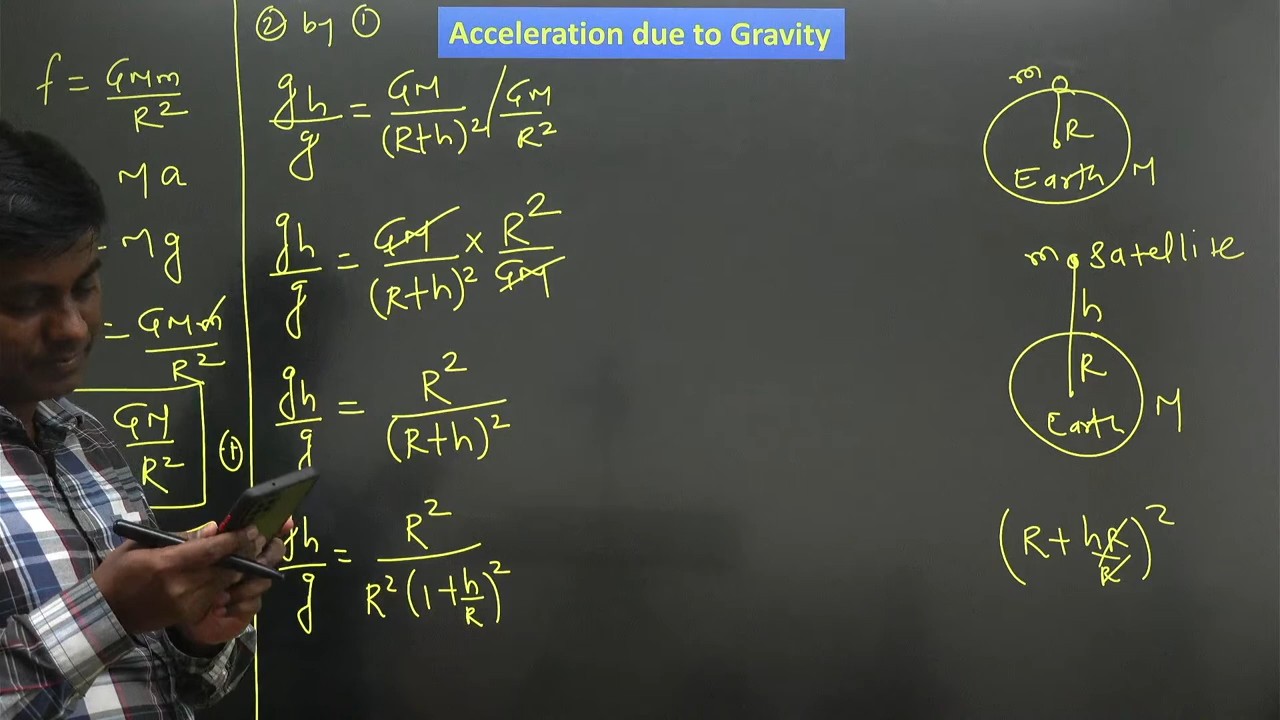 Acceleration due to Gravity
f = GMm/R²
Ma
- Mg
= GMm/R²
GM/R² ①
② by ①
gh/g = GM/(R+h)² / GM/R²
gh/g = GM/(R+h)² × R²/GM
gh/g = R²/(R+h)²
gh/g = R²/R²(1+h/R)²
m
R
Earth M
m satellite
h
R
Earth M
(R+hR/R)²